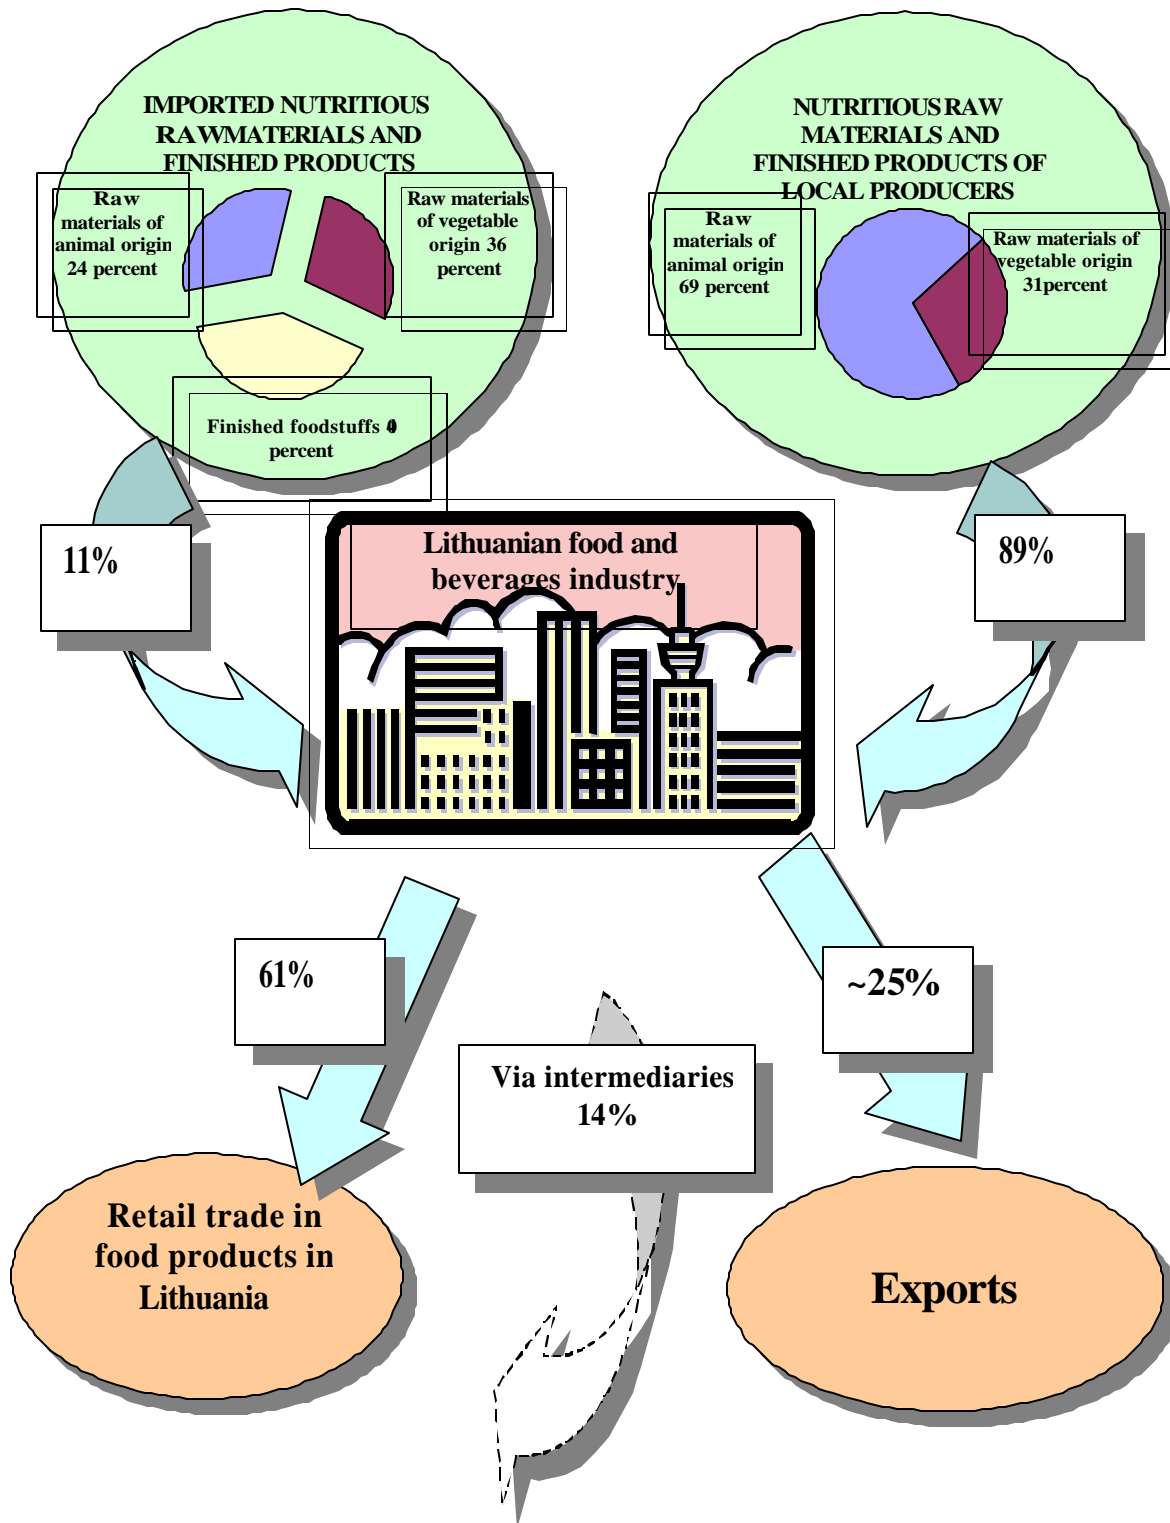 IMPORTED NUTRITIOUS
RAWMATERIALS AND
FINISHED PRODUCTS
Raw
materials of
animal origin
24 percent
Raw materials
of vegetable
origin 36
percent
Finished foodstuffs
percent
NUTRITIOUS RAW
MATERIALS AND
FINISHED PRODUCTS OF
LOCAL PRODUCERS
Raw
materials of
animal origin
69 percent
Raw materials of
vegetable origin
31percent
11%
89%
Lithuanian food and
beverages industry
61%
~25%
Via intermediaries
14%
Retail trade in
food products in
Lithuania
Exports